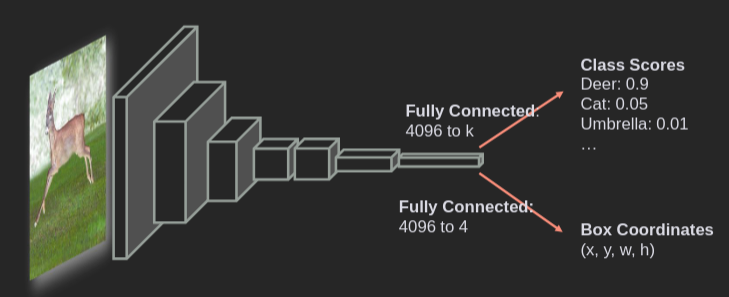 Class Scores
Deer: 0.9
Cat: 0.05
Umbrella: 0.01
...
Fully Connected:
4096 to k
Fully Connected:
4096 to 4
Box Coordinates
(x, y, w, h)